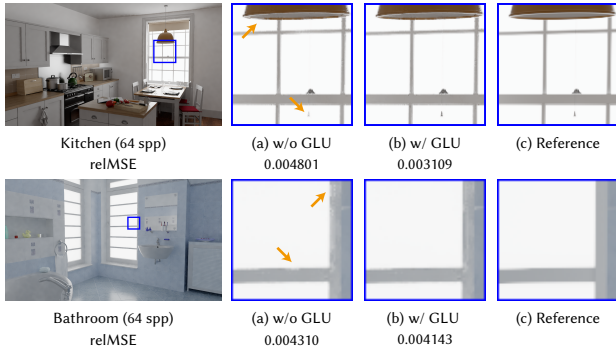 Kitchen (64 spp)
relMSE
(a) w/o GLU
0.004801
(b) w/ GLU
0.003109
(c) Reference
Bathroom (64 spp)
relMSE
(a) w/o GLU
0.004310
(b) w/ GLU
0.004143
(c) Reference